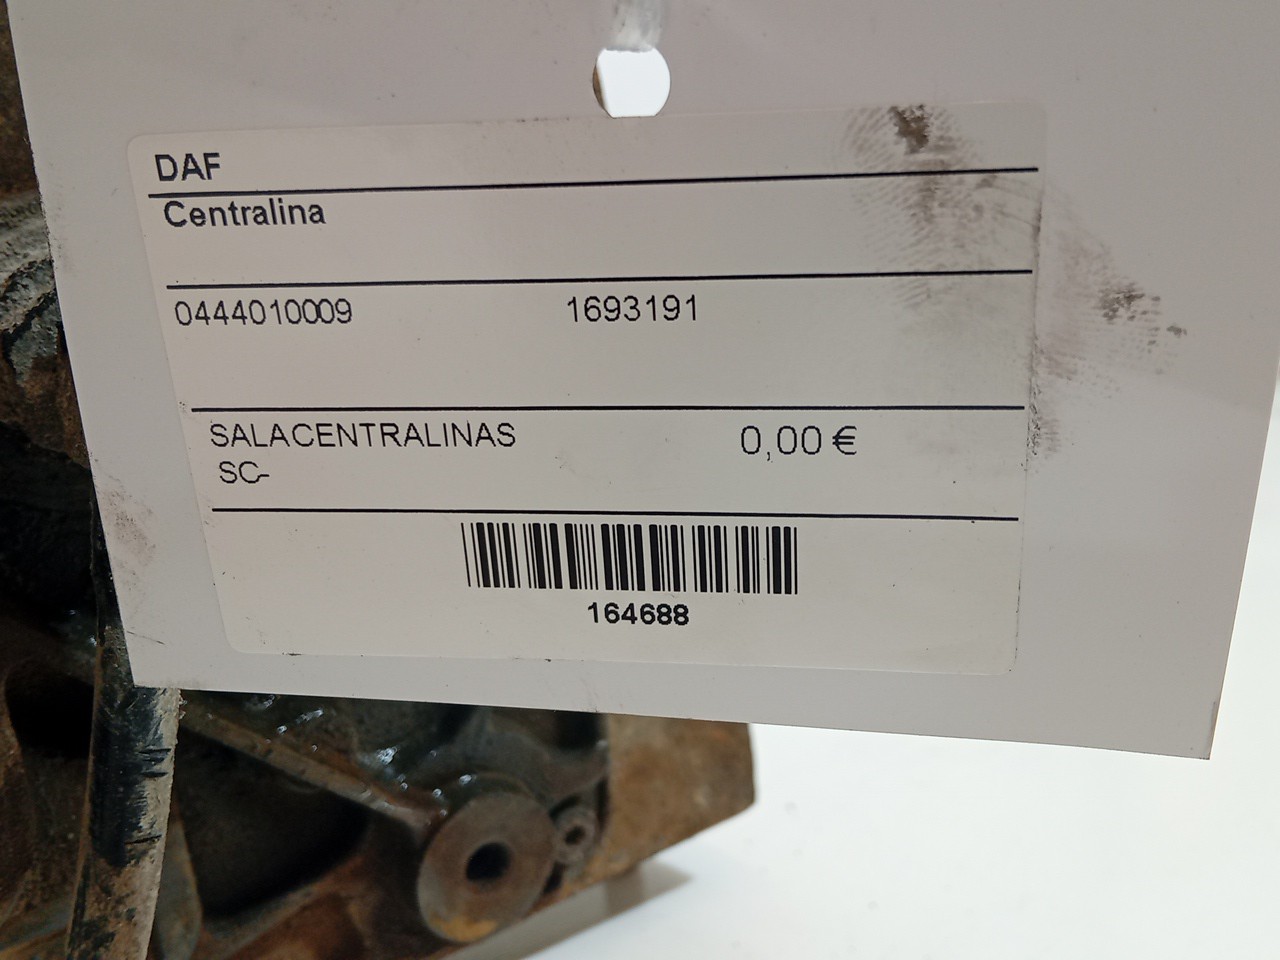 DAF
Centralina
0444010009 1693191
SALACENTRALINAS 0,00 €
SC-
164688